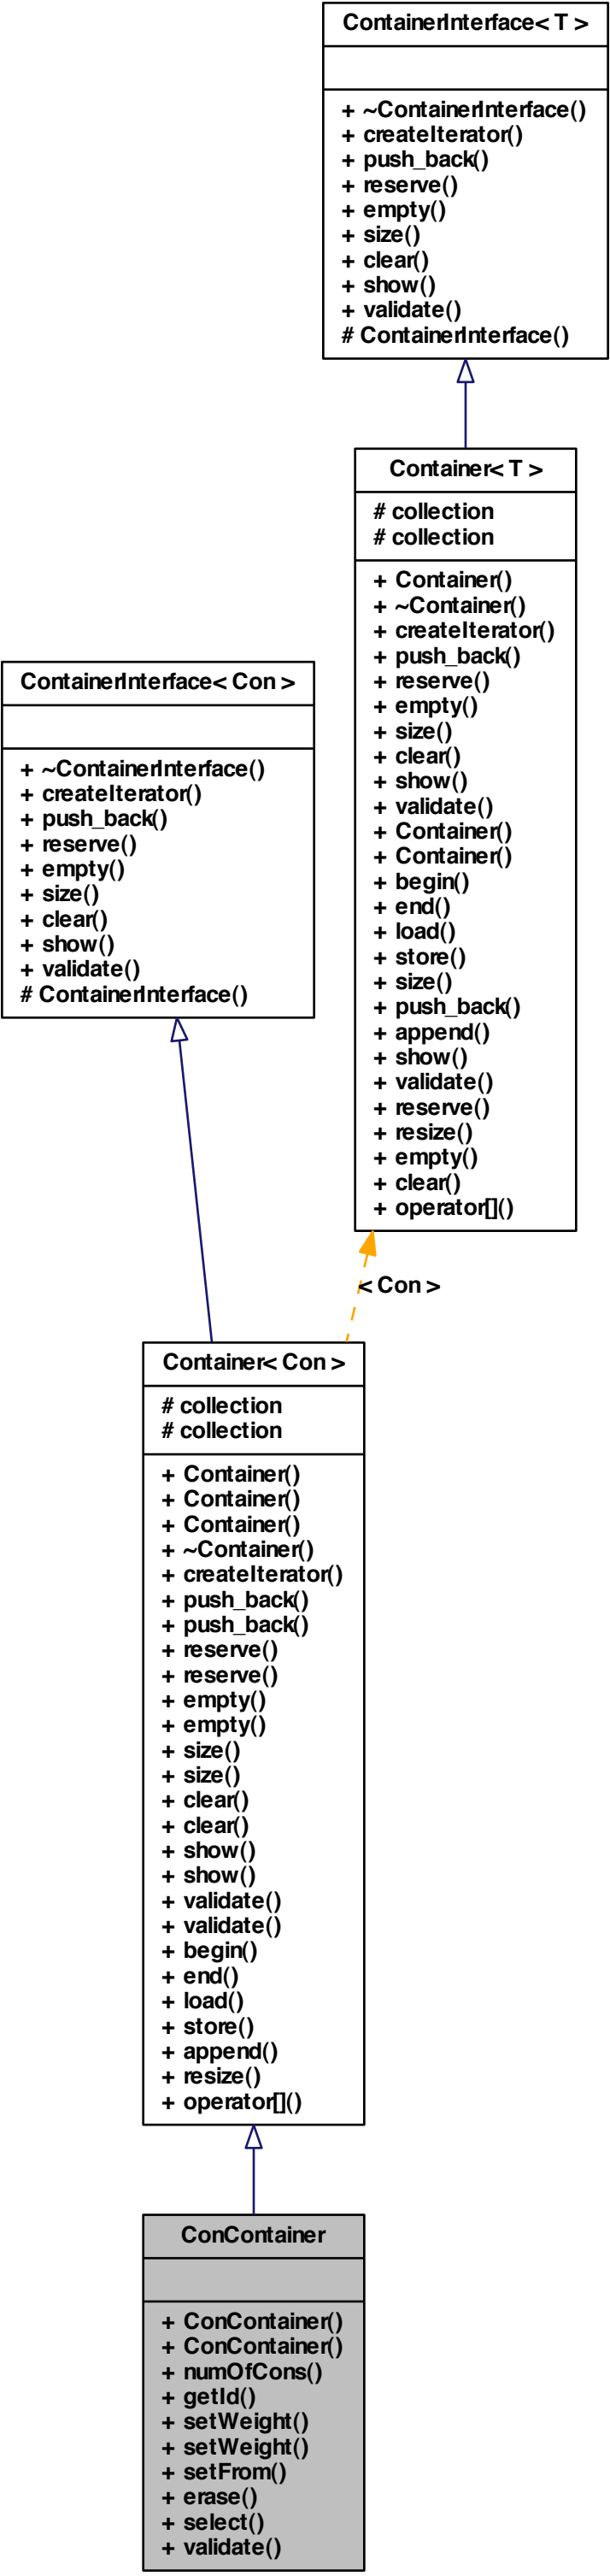 ContainerInterface< T >
+ ~ContainerInterface()
+ createIterator()
+ push_back()
+ reserve()
+ empty()
+ size()
+ clear()
+ show()
+ validate()
# ContainerInterface()
Container< T >
# collection
# collection
+ Container()
+ ~Container()
+ createIterator()
+ push_back()
+ reserve()
+ empty()
+ size()
+ clear()
+ show()
+ validate()
+ Container()
+ Container()
+ begin()
+ end()
+ load()
+ store()
+ size()
+ push_back()
+ append()
+ show()
+ validate()
+ reserve()
+ resize()
+ empty()
+ clear()
+ operator[]()
ContainerInterface< Con >
+ ~ContainerInterface()
+ createIterator()
+ push_back()
+ reserve()
+ empty()
+ size()
+ clear()
+ show()
+ validate()
# ContainerInterface()
< Con >
Container< Con >
# collection
# collection
+ Container()
+ Container()
+ Container()
+ ~Container()
+ createIterator()
+ push_back()
+ push_back()
+ reserve()
+ reserve()
+ empty()
+ empty()
+ size()
+ size()
+ clear()
+ clear()
+ show()
+ show()
+ validate()
+ validate()
+ begin()
+ end()
+ load()
+ store()
+ append()
+ resize()
+ operator[]()
ConContainer
+ ConContainer()
+ ConContainer()
+ numOfCons()
+ getId()
+ setWeight()
+ setWeight()
+ setFrom()
+ erase()
+ select()
+ validate()